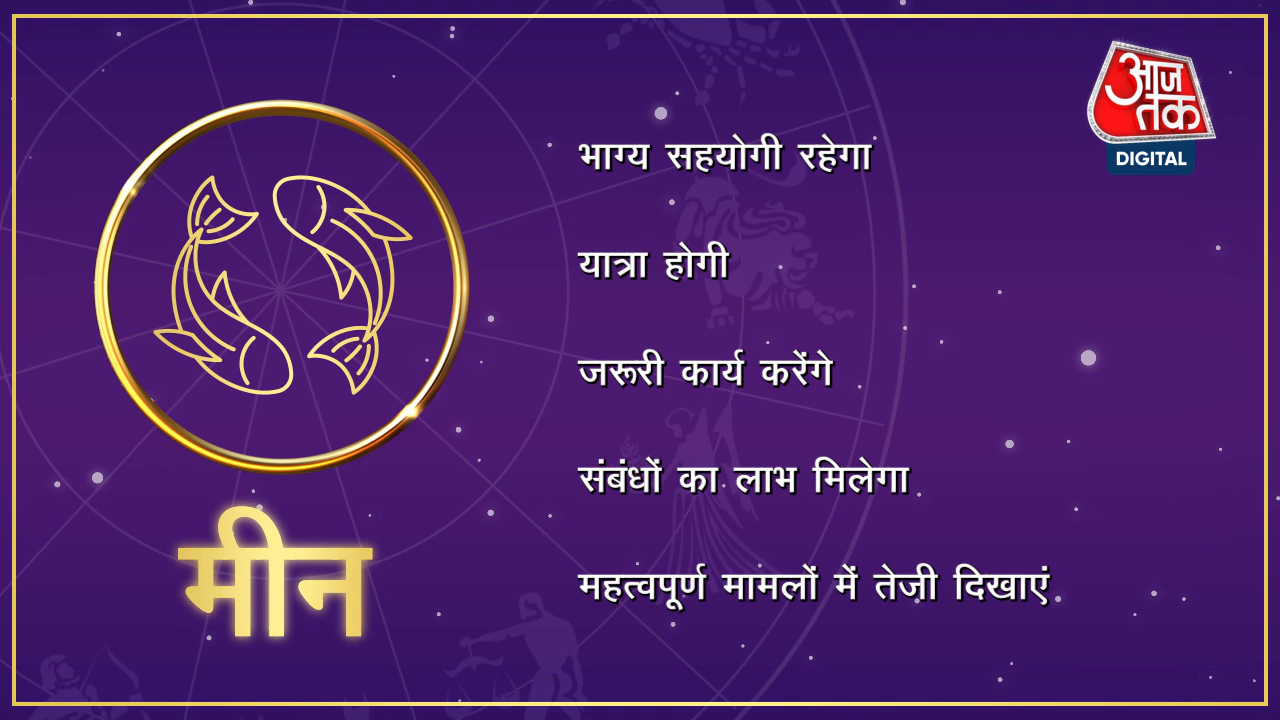 आज
तक
DIGITAL
भाग्य सहयोगी रहेगा
यात्रा होगी
जरूरी कार्य करेंगे
संबंधों का लाभ मिलेगा
महत्वपूर्ण मामलों में तेजी दिखाएं
मीन